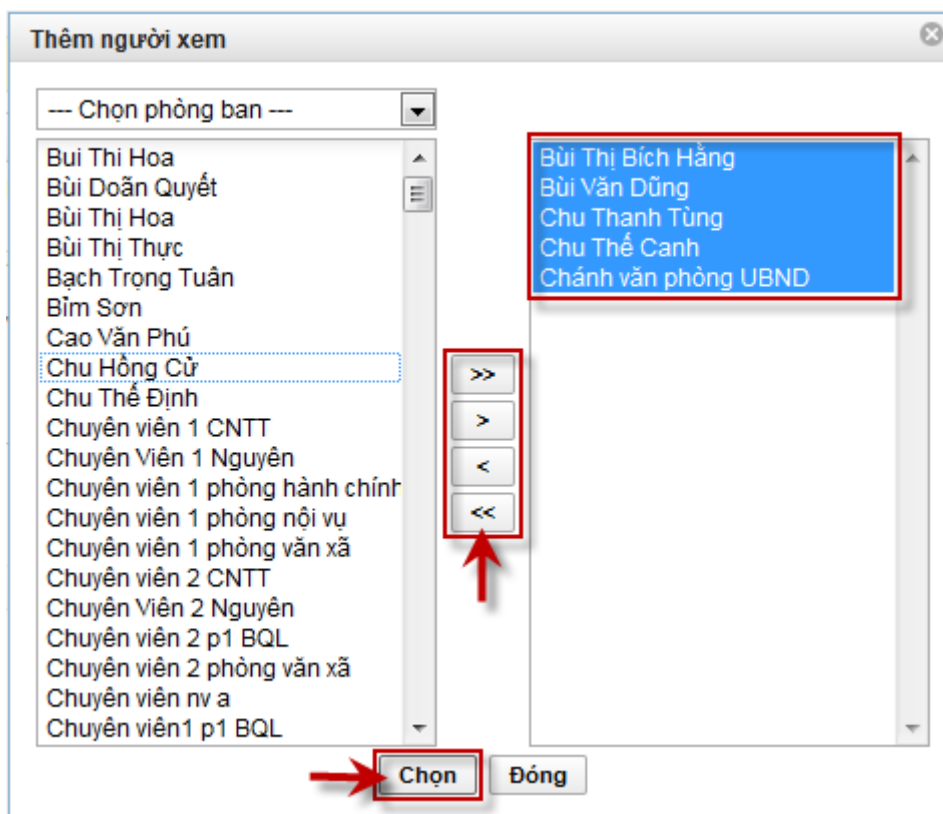 Thêm người xem
--- Chọn phòng ban ---
Bui Thi Hoa
Bùi Doãn Quyết
Bùi Thị Hoa
Bùi Thị Thực
Bạch Trọng Tuân
Bỉm Sơn
Cao Văn Phú
Chu Hồng Cử
Chu Thế Định
Chuyên viên 1 CNTT
Chuyên Viên 1 Nguyên
Chuyên viên 1 phòng hành chính
Chuyên viên 1 phòng nội vụ
Chuyên viên 1 phòng văn xã
Chuyên viên 2 CNTT
Chuyên Viên 2 Nguyên
Chuyên viên 2 p1 BQL
Chuyên viên 2 phòng văn xã
Chuyên viên nv a
Chuyên viên1 p1 BQL
>>
>
<
<<
Bùi Thị Bích Hằng
Bùi Văn Dũng
Chu Thanh Tùng
Chu Thế Canh
Chánh văn phòng UBND
Chọn Đóng